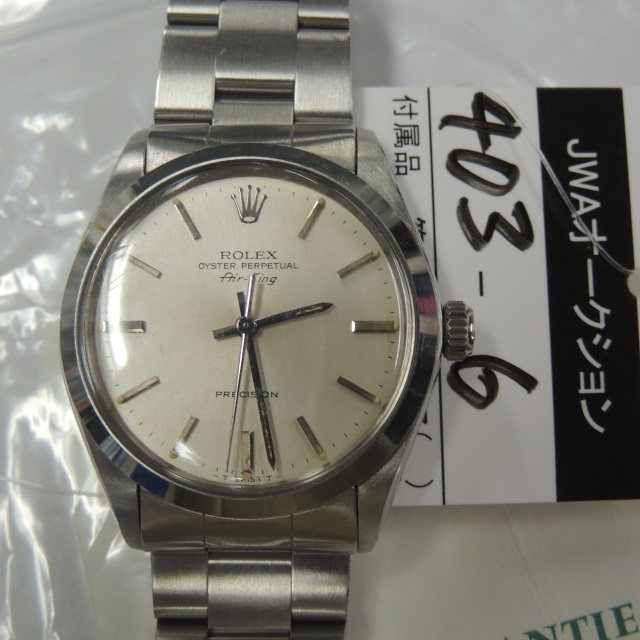 ROLEX
OYSTER PERPETUAL
Air-King
PRECISION
JWAオークション
403-6
付属品
ANTIE